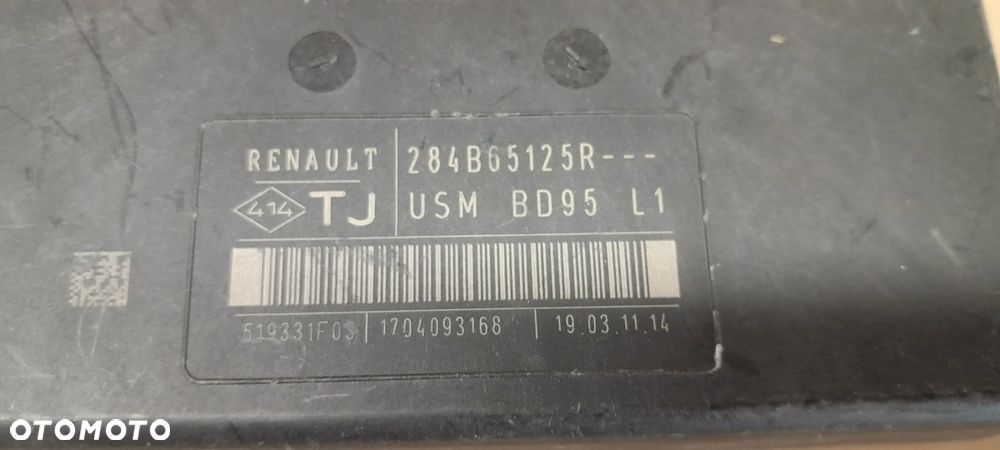 RENAULT 284B65125R---
414 TJ USM BD95 L1
519331F03 1704093168 19.03.11.14
OTOMOTO